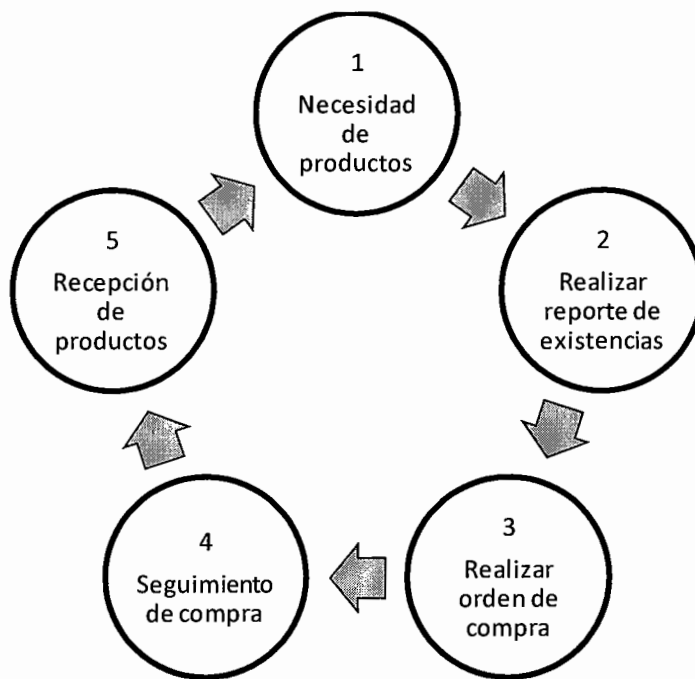 1
Necesidad
de
productos
2
Realizar
reporte de
existencias
3
Realizar
orden de
compra
4
Seguimiento
de compra
5
Recepción
de
productos